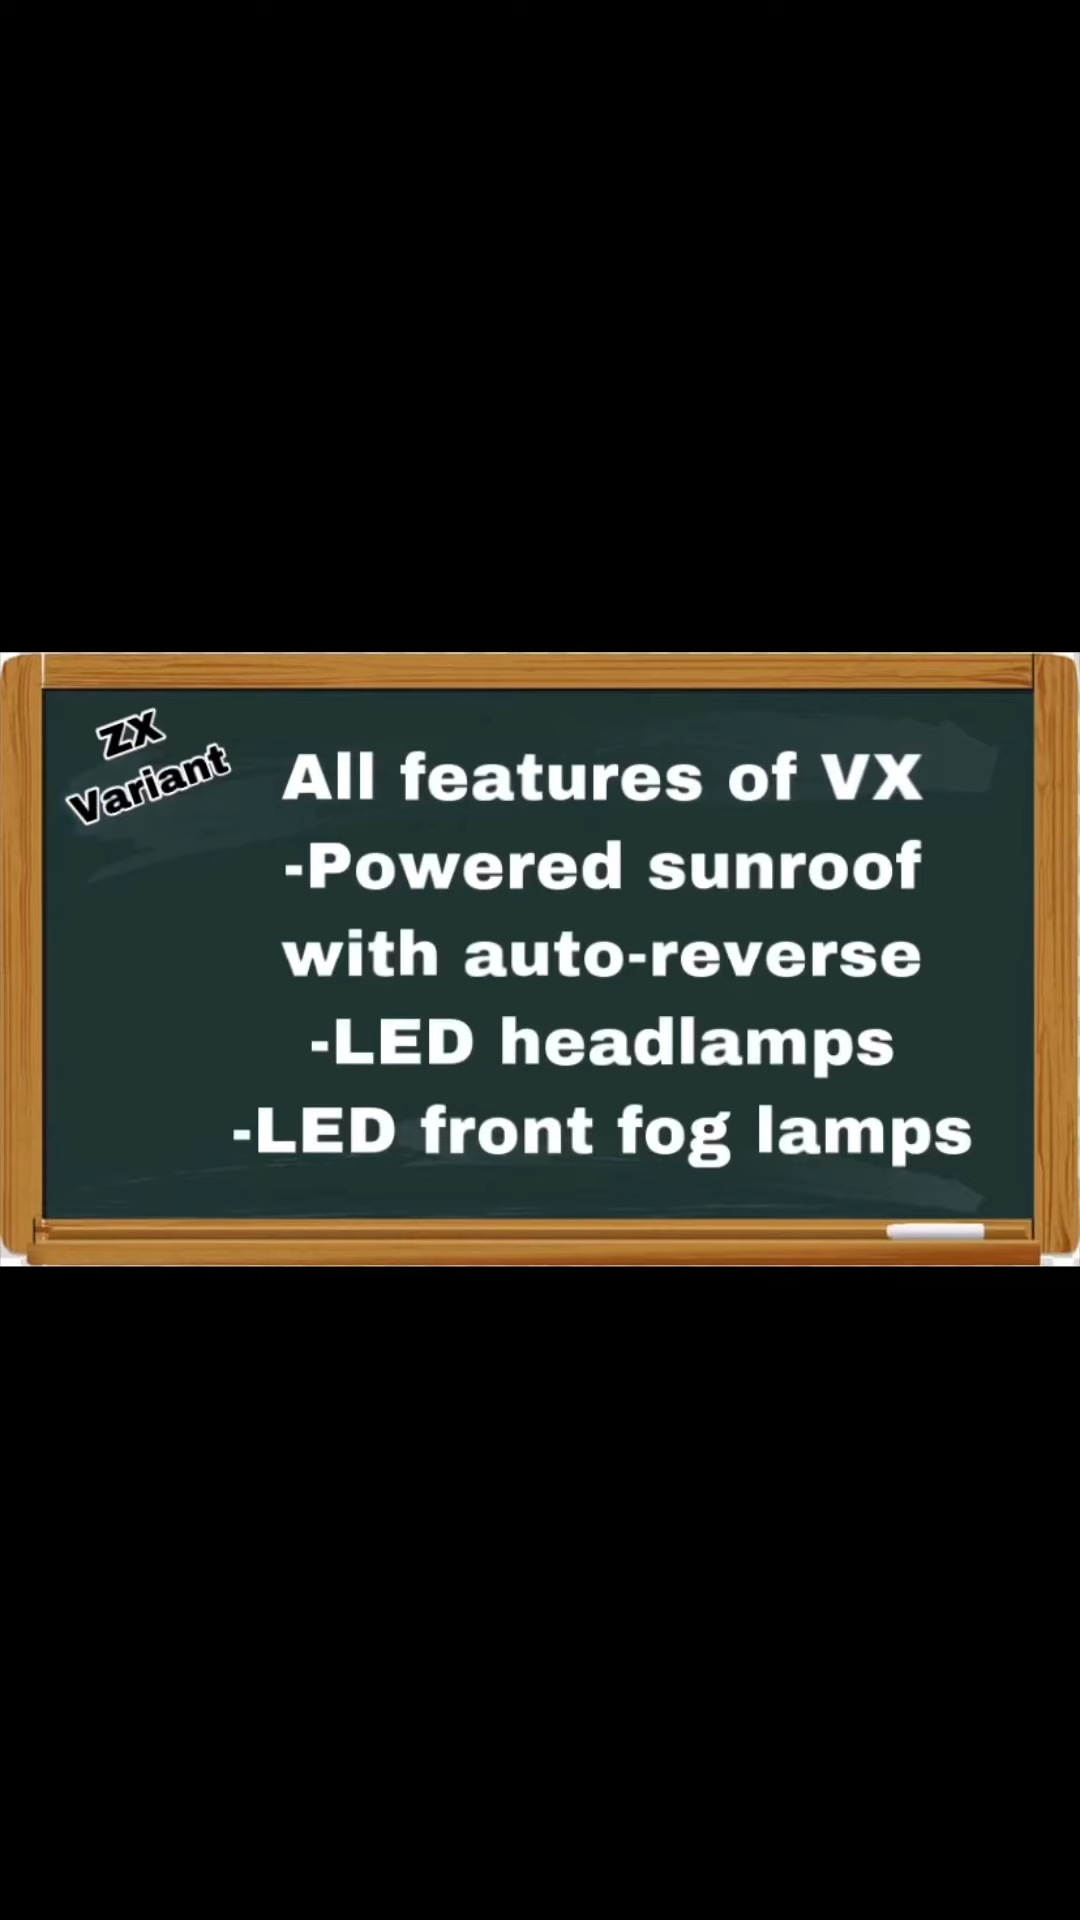 ZX
Variant
All features of VX
-Powered sunroof
with auto-reverse
-LED headlamps
-LED front fog lamps